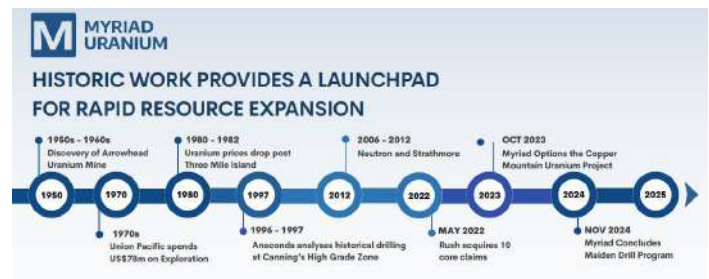 MYRIAD
URANIUM
HISTORIC WORK PROVIDES A LAUNCHPAD
FOR RAPID RESOURCE EXPANSION
1950s - 1960s
Discovery of Arrowhead
Uranium Mine
1980 - 1982
Uranium prices drop post
Three Mile Island
2006 - 2012
Neutron and Strathmore
OCT 2023
Myriad Options the Copper
Mountain Uranium Project
1950
1970
1980
1997
2012
2022
2023
2024
2025
1970s
Union Pacific spends
US$78m on Exploration
1996 - 1997
Anaconda analyses historical drilling
at Canning's High Grade Zone
MAY 2022
Rush acquires 10
core claims
NOV 2024
Myriad Concludes
Maiden Drill Program